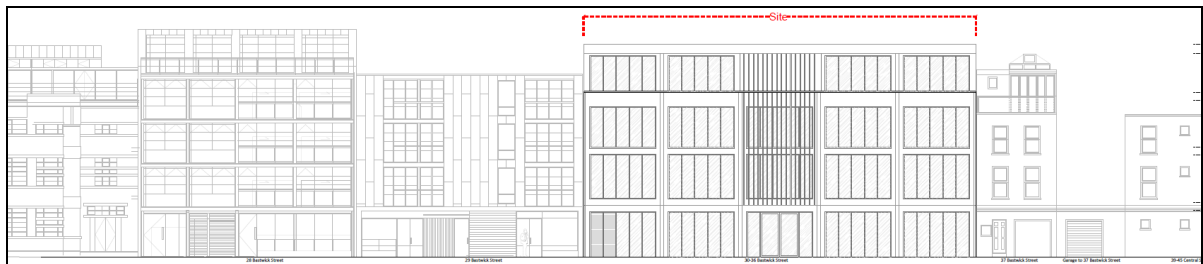 Site
28 Bastwick Street
29 Bastwick Street
30-36 Bastwick Street
37 Bastwick Street
Garage to 37 Bastwick Street
39-45 Central